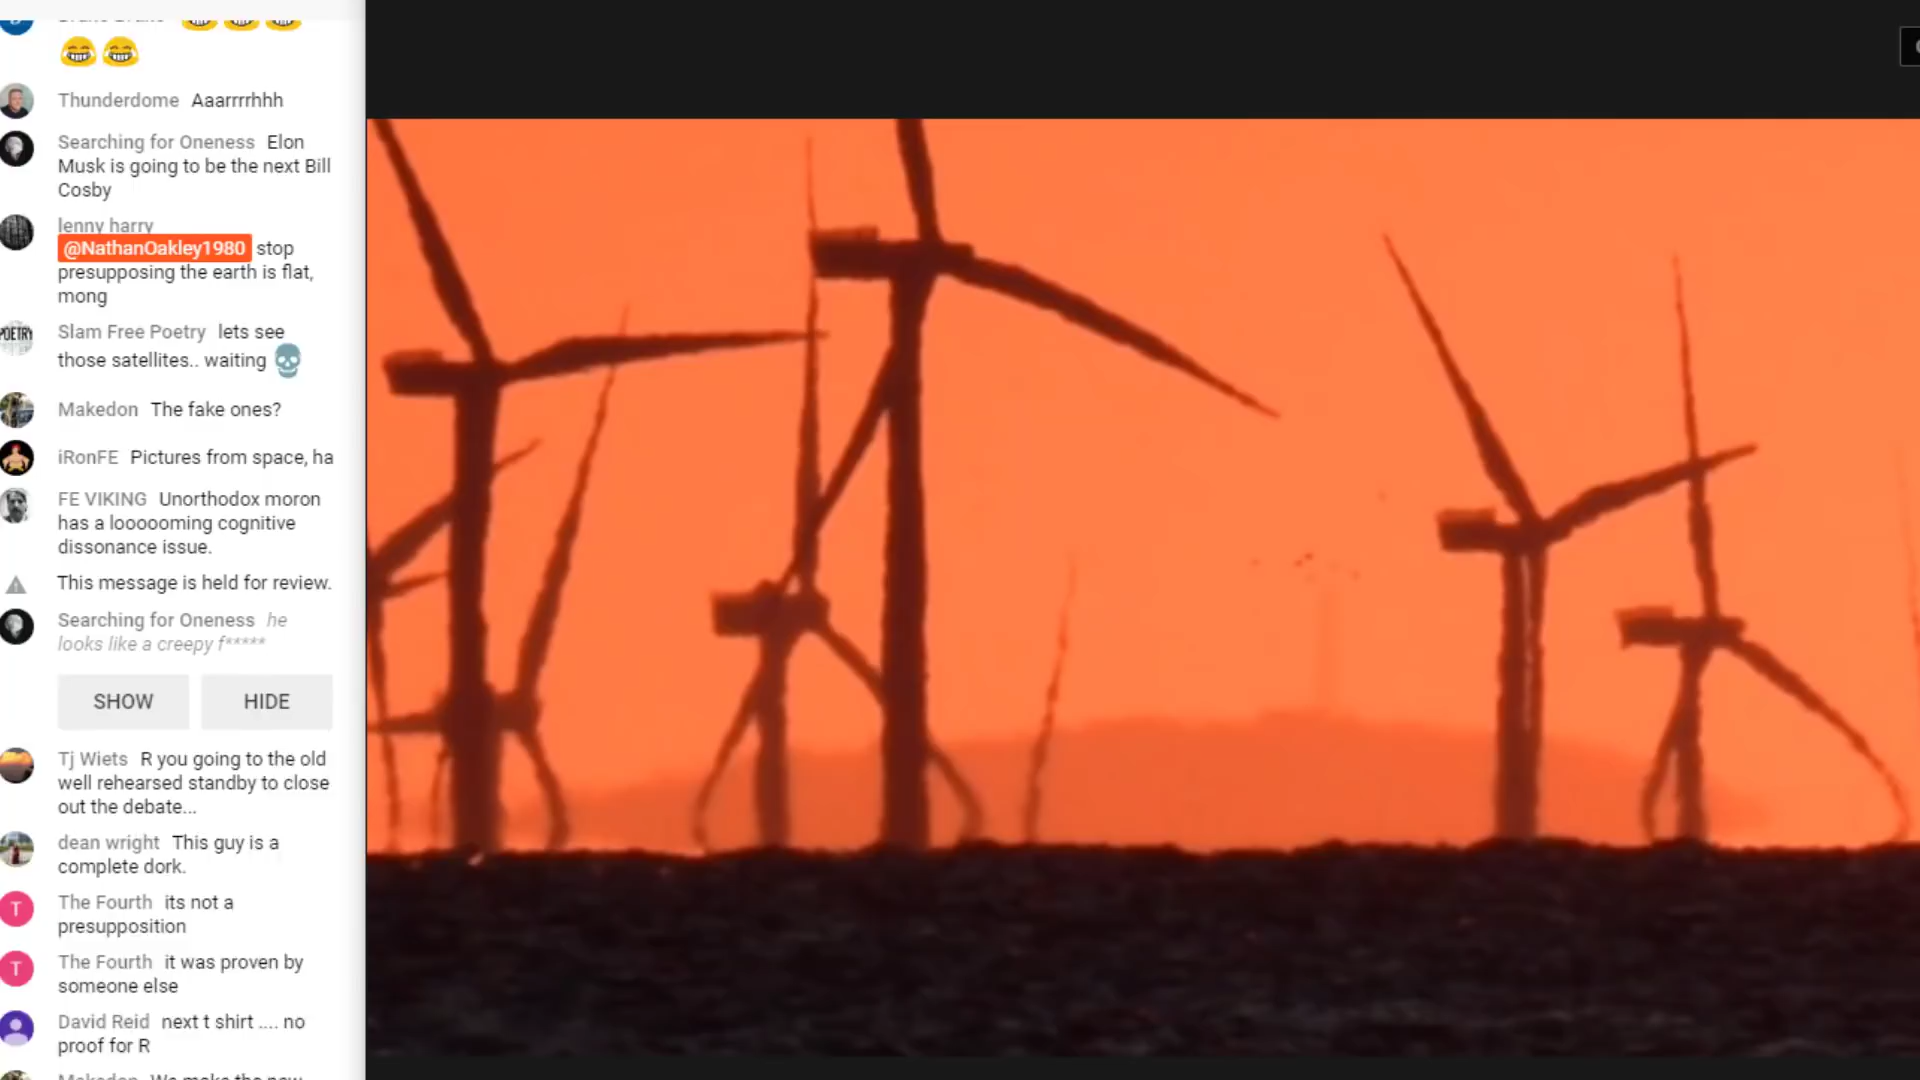 Thunderdome Aaarrrrhhh
Searching for Oneness Elon
Musk is going to be the next Bill
Cosby
lenny harry
@NathanOakley1980 stop
presupposing the earth is flat,
mong
POETRY
Slam Free Poetry lets see
those satellites.. waiting
Makedon The fake ones?
iRonFE Pictures from space, ha
FE VIKING Unorthodox moron
has a loooooming cognitive
dissonance issue.
This message is held for review.
Searching for Oneness he
looks like a creepy f*****
SHOW HIDE
Tj Wiets R you going to the old
well rehearsed standby to close
out the debate...
dean wright This guy is a
complete dork.
T
The Fourth its not a
presupposition
T
The Fourth it was proven by
someone else
David Reid next t shirt .... no
proof for R